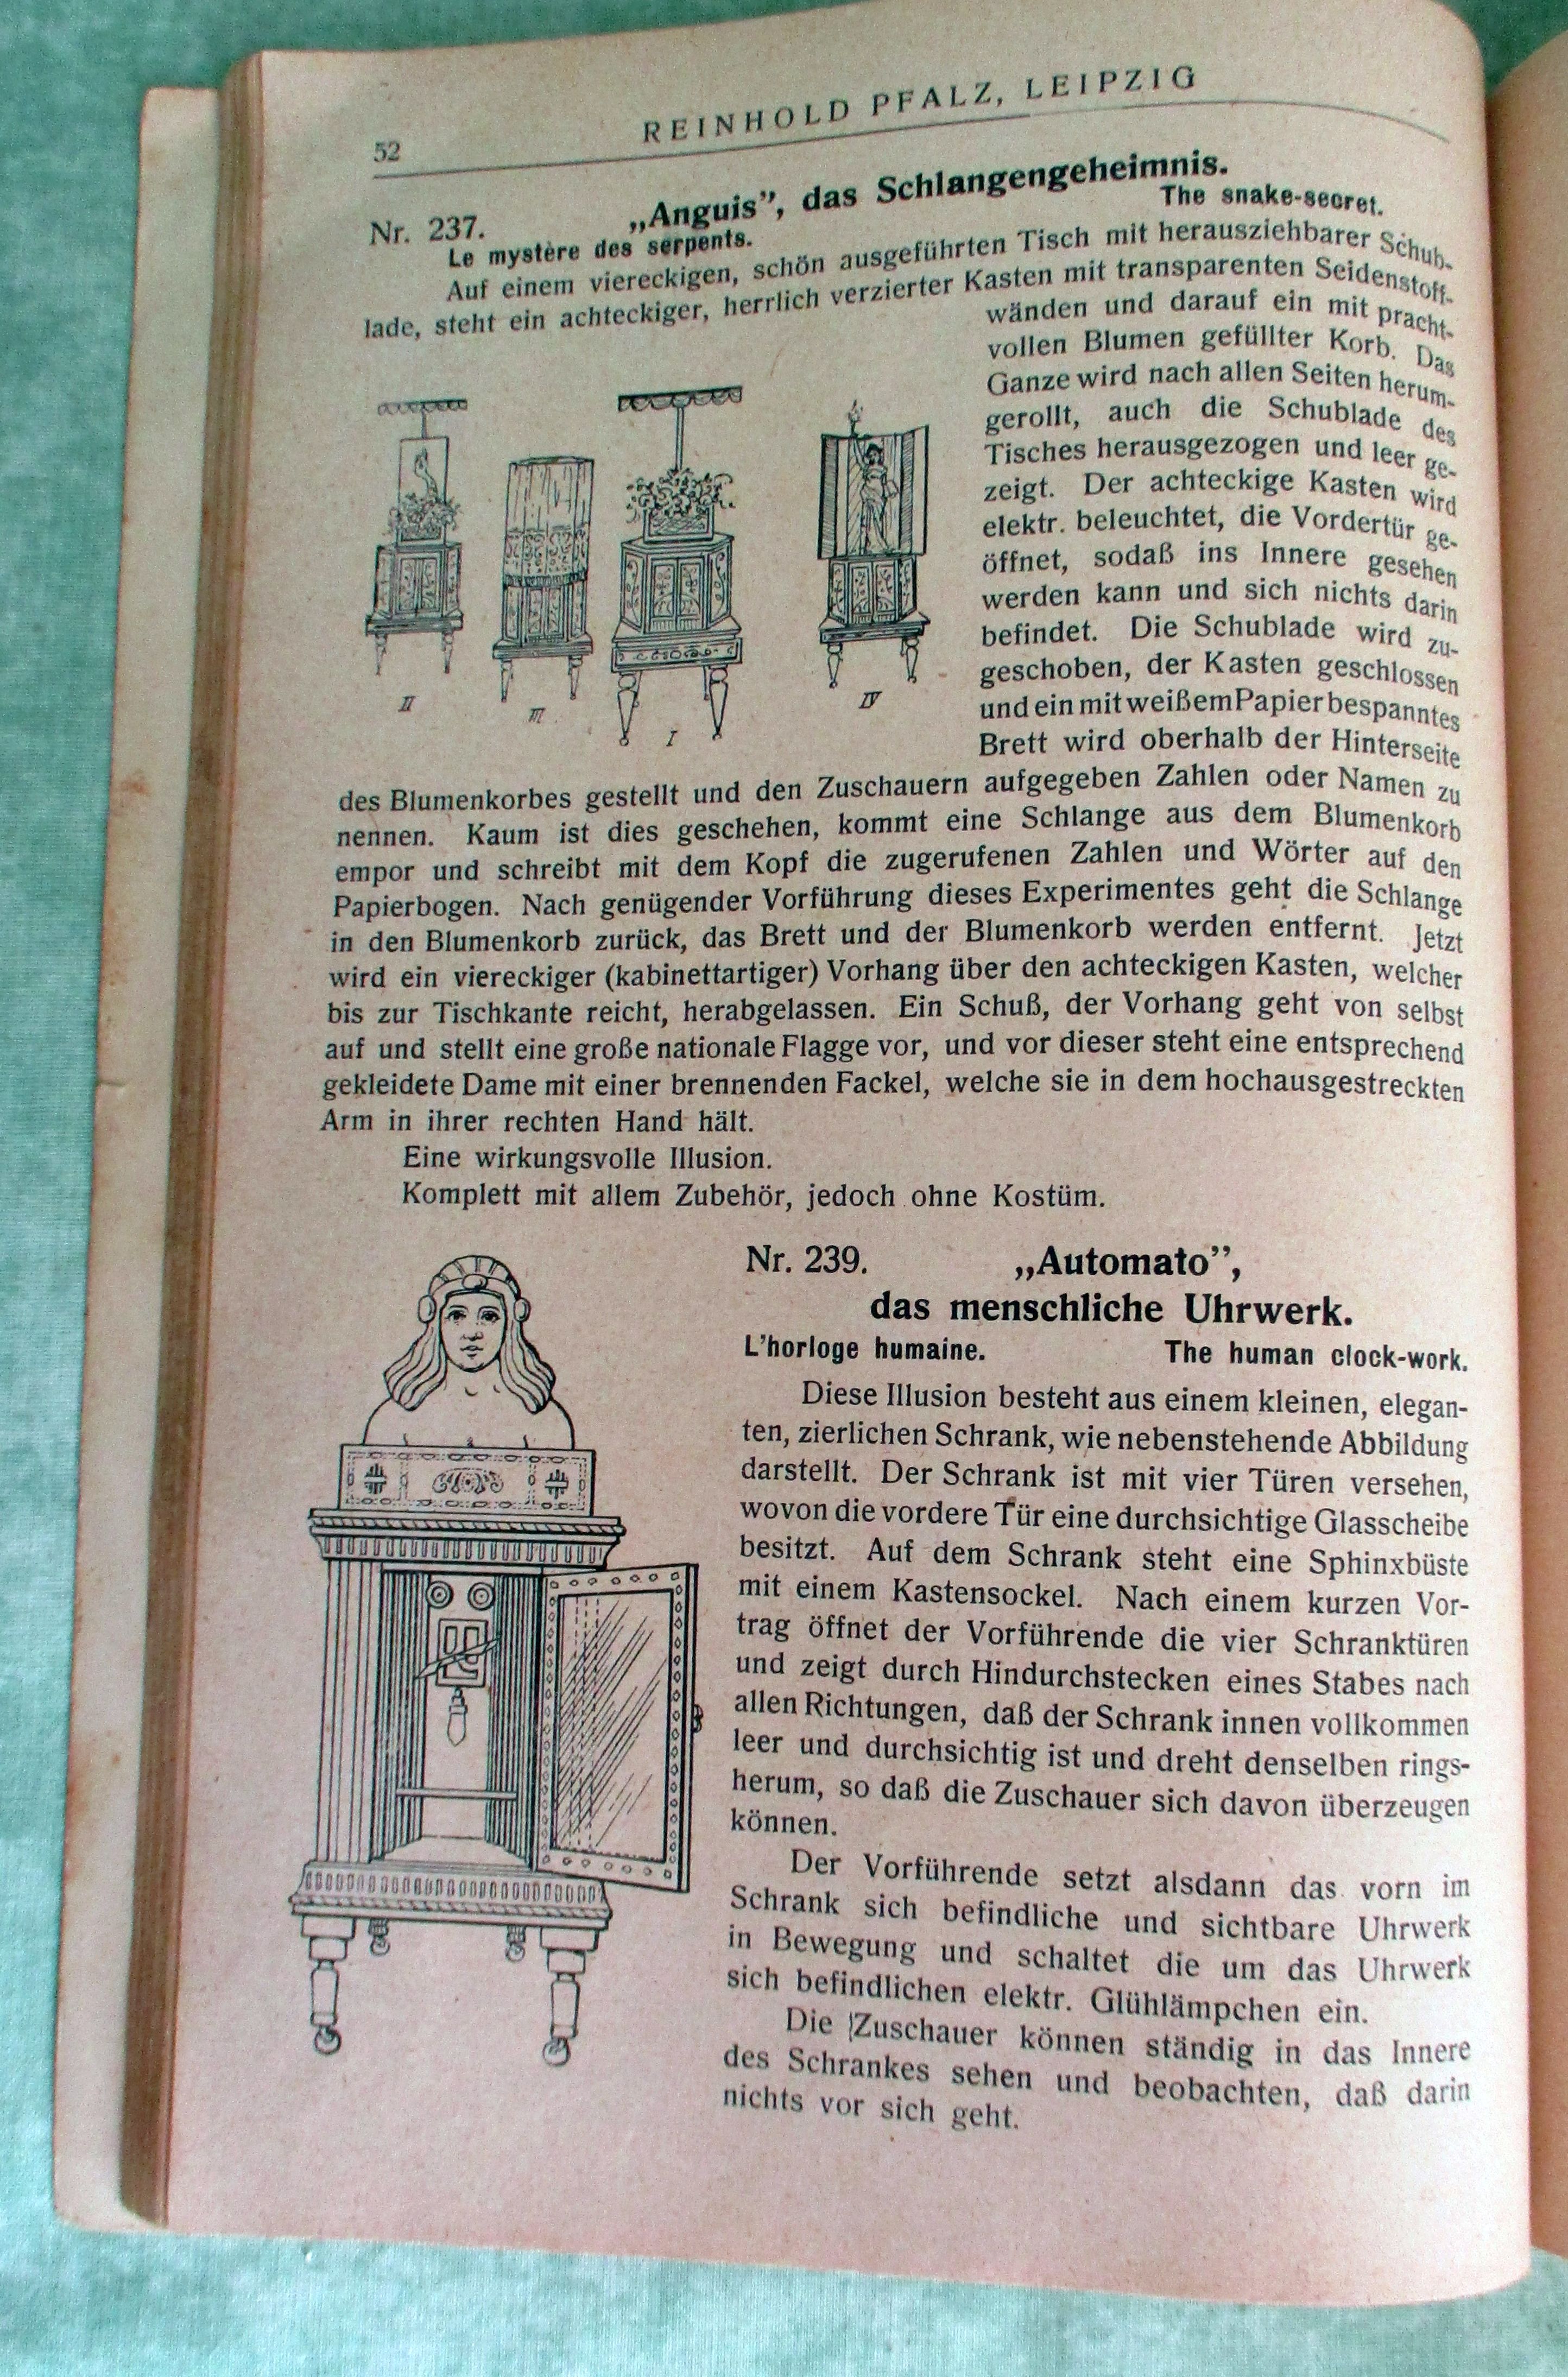 52
REINHOLD PFALZ, LEIPZIG
Nr. 237.
„Anguis”, das Schlangengeheimnis.
Le mystère des serpents.
The snake-secret.
Auf einem viereckigen, schön ausgeführten Tisch mit herausziehbarer Schub-
lade, steht ein achteckiger, herrlich verzierter Kasten mit transparenten Seidenstoff-
wänden und darauf ein mit pracht-
vollen Blumen gefüllter Korb. Das
Ganze wird nach allen Seiten herum-
gerollt, auch die Schublade des
Tisches herausgezogen und leer ge-
zeigt. Der achteckige Kasten wird
elektr. beleuchtet, die Vordertür ge-
öffnet, sodaß ins Innere gesehen
werden kann und sich nichts darin
befindet. Die Schublade wird zu-
geschoben, der Kasten geschlossen
und ein mit weißem Papier bespanntes
Brett wird oberhalb der Hinterseite
II
III
I
IV
des Blumenkorbes gestellt und den Zuschauern aufgegeben Zahlen oder Namen zu
nennen. Kaum ist dies geschehen, kommt eine Schlange aus dem Blumenkorb
empor und schreibt mit dem Kopf die zugerufenen Zahlen und Wörter auf den
Papierbogen. Nach genügender Vorführung dieses Experimentes geht die Schlange
in den Blumenkorb zurück, das Brett und der Blumenkorb werden entfernt. Jetzt
wird ein viereckiger (kabinettartiger) Vorhang über den achteckigen Kasten, welcher
bis zur Tischkante reicht, herabgelassen. Ein Schuß, der Vorhang geht von selbst
auf und stellt eine große nationale Flagge vor, und vor dieser steht eine entsprechend
gekleidete Dame mit einer brennenden Fackel, welche sie in dem hochausgestreckten
Arm in ihrer rechten Hand hält.
Eine wirkungsvolle Illusion.
Komplett mit allem Zubehör, jedoch ohne Kostüm.
Nr. 239.
„Automato”,
das menschliche Uhrwerk.
L'horloge humaine.
The human clock-work.
Diese Illusion besteht aus einem kleinen, elegan-
ten, zierlichen Schrank, wie nebenstehende Abbildung
darstellt. Der Schrank ist mit vier Türen versehen,
wovon die vordere Tür eine durchsichtige Glasscheibe
besitzt. Auf dem Schrank steht eine Sphinxbüste
mit einem Kastensockel. Nach einem kurzen Vor-
trag öffnet der Vorführende die vier Schranktüren
und zeigt durch Hindurchstecken eines Stabes nach
allen Richtungen, daß der Schrank innen vollkommen
leer und durchsichtig ist und dreht denselben rings-
herum, so daß die Zuschauer sich davon überzeugen
können.
Der Vorführende setzt alsdann das vorn im
Schrank sich befindliche und sichtbare Uhrwerk
in Bewegung und schaltet die um das Uhrwerk
sich befindlichen elektr. Glühlämpchen ein.
Die Zuschauer können ständig in das Innere
des Schrankes sehen und beobachten, daß darin
nichts vor sich geht.